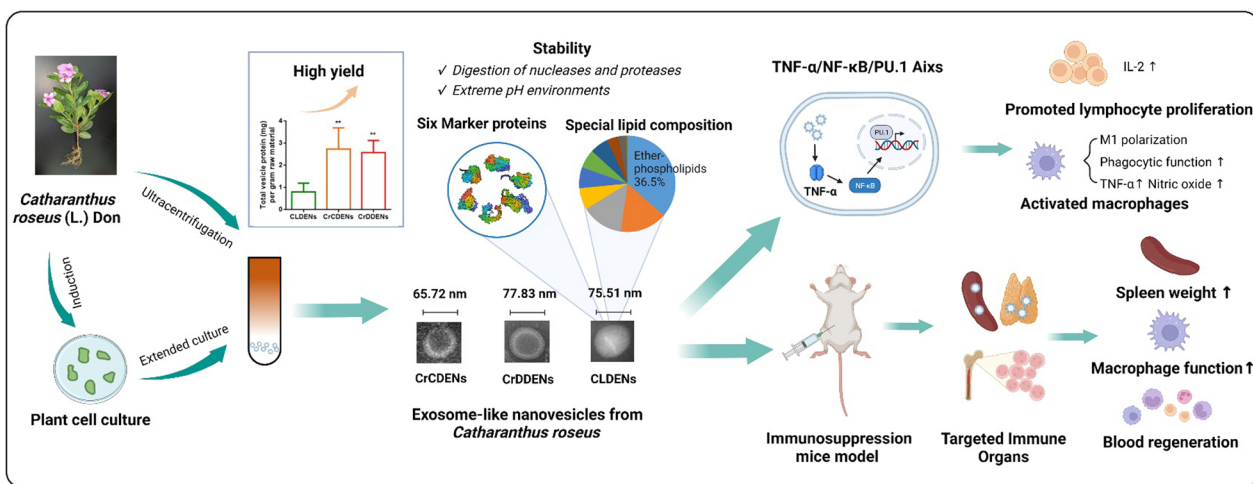 Catharanthus
roseus (L.) Don
Induction
Plant cell culture
Ultracentrifugation
Extended culture
High yield
Total vesicle protein (mg)
per gram raw material
4
3
2
1
0
**
**
CLDENs CrCDENs CrDDENs
Stability
✓ Digestion of nucleases and proteases
✓ Extreme pH environments
Six Marker proteins
Special lipid composition
Ether-
phospholipids
36.5%
65.72 nm
77.83 nm
75.51 nm
CrCDENs
CrDDENs
CLDENs
Exosome-like nanovesicles from
Catharanthus roseus
TNF-α/NF-κB/PU.1 Aixs
PU.1
TNF-α
NF-κB
IL-2 ↑
Promoted lymphocyte proliferation
M1 polarization
Phagocytic function ↑
TNF-α↑ Nitric oxide ↑
Activated macrophages
Immunosuppression
mice model
Targeted Immune
Organs
Spleen weight ↑
Macrophage function↑
Blood regeneration